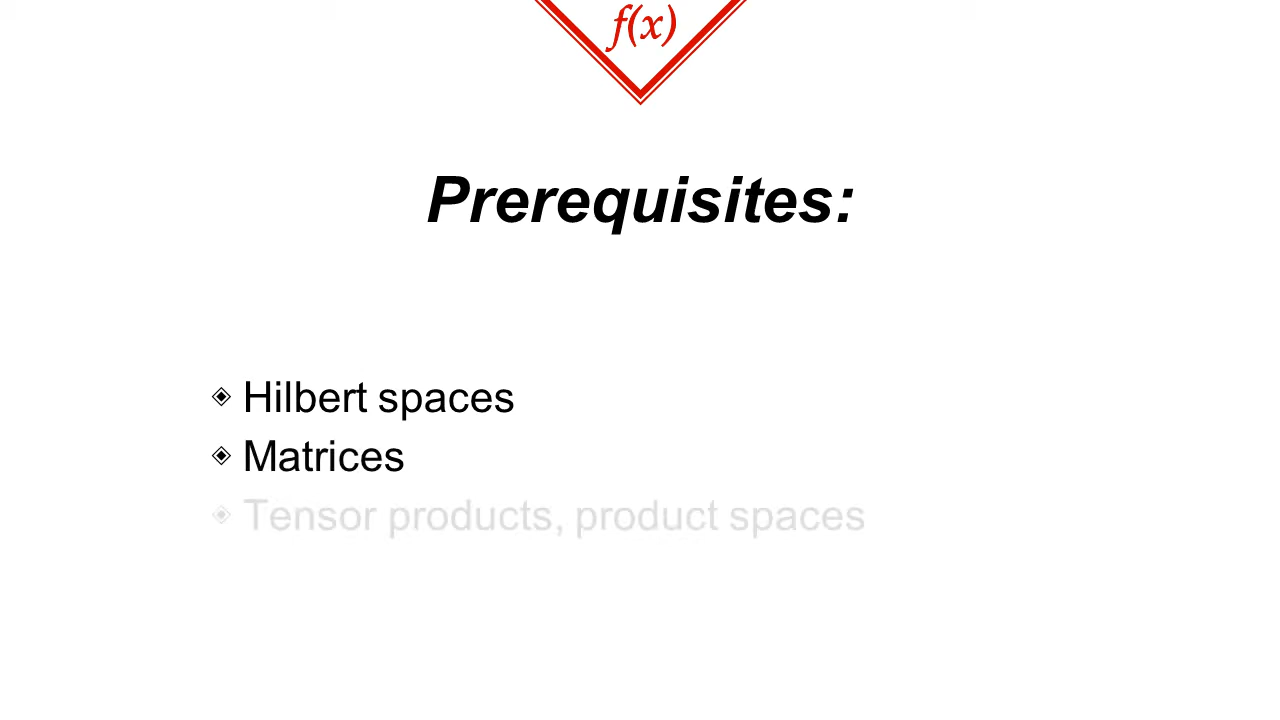 f(x)
Prerequisites:
Hilbert spaces
Matrices
Tensor products, product spaces